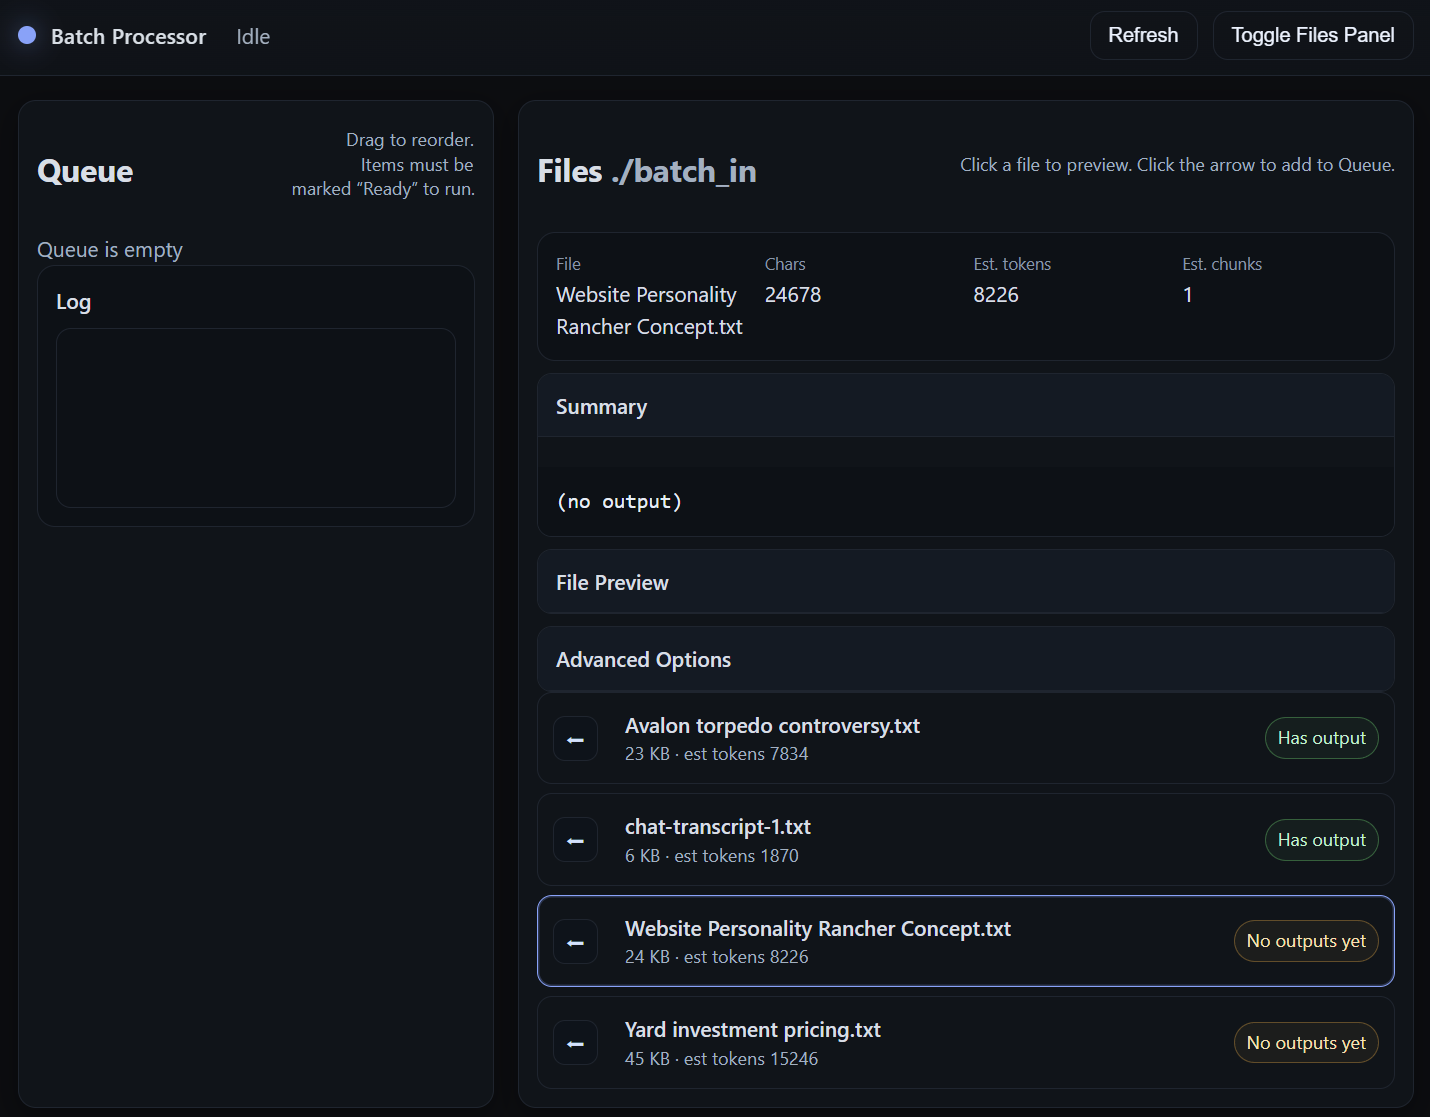 Batch Processor
Idle
Refresh
Toggle Files Panel
Queue
Drag to reorder.
Items must be
marked “Ready” to run.
Queue is empty
Log
Files ./batch_in
Click a file to preview. Click the arrow to add to Queue.
File
Website Personality
Rancher Concept.txt
Chars
24678
Est. tokens
8226
Est. chunks
1
Summary
(no output)
File Preview
Advanced Options
←
Avalon torpedo controversy.txt
23 KB · est tokens 7834
Has output
←
chat-transcript-1.txt
6 KB · est tokens 1870
Has output
←
Website Personality Rancher Concept.txt
24 KB · est tokens 8226
No outputs yet
←
Yard investment pricing.txt
45 KB · est tokens 15246
No outputs yet